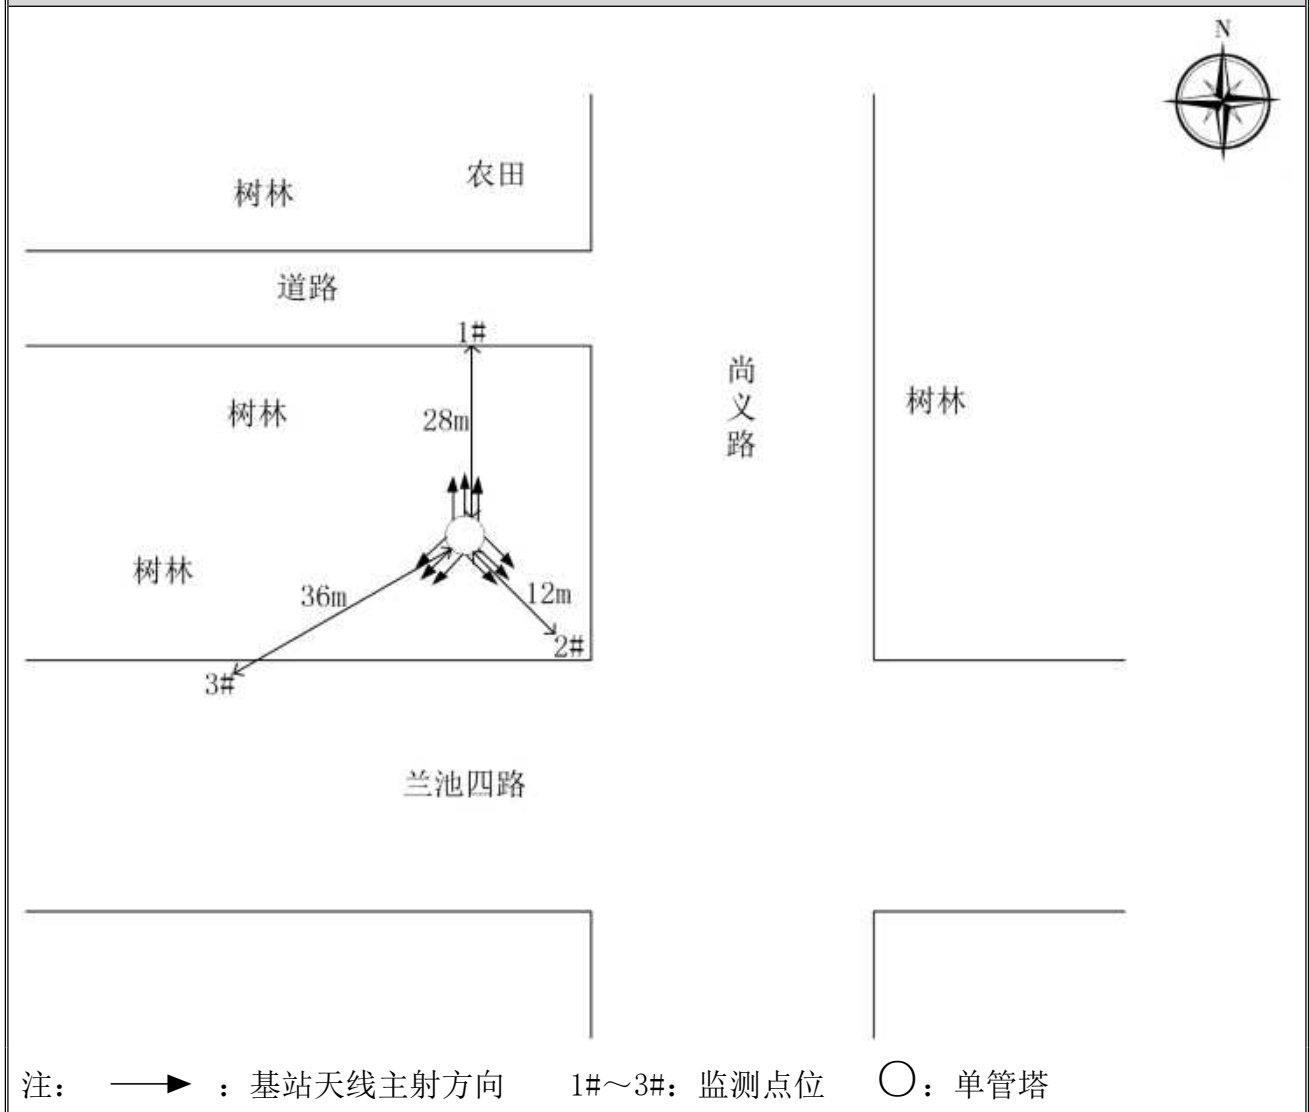 N
农田
树林
道路
1#
尚义路
树林
树林
28m
树林
36m
12m
2#
3#
兰池四路
注： ：基站天线主射方向 1#～3#：监测点位 ○：单管塔